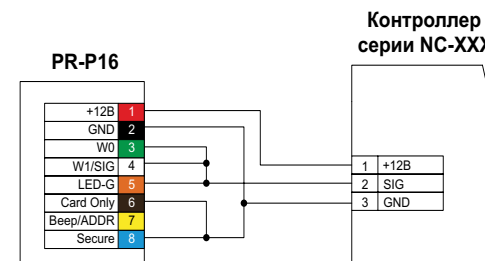 Контроллер
серии NC-XXX
PR-P16
+12В 1
GND 2
W0 3
W1/SIG 4
LED-G 5
Card Only 6
Beep/ADDR 7
Secure 8
1 +12В
2 SIG
3 GND